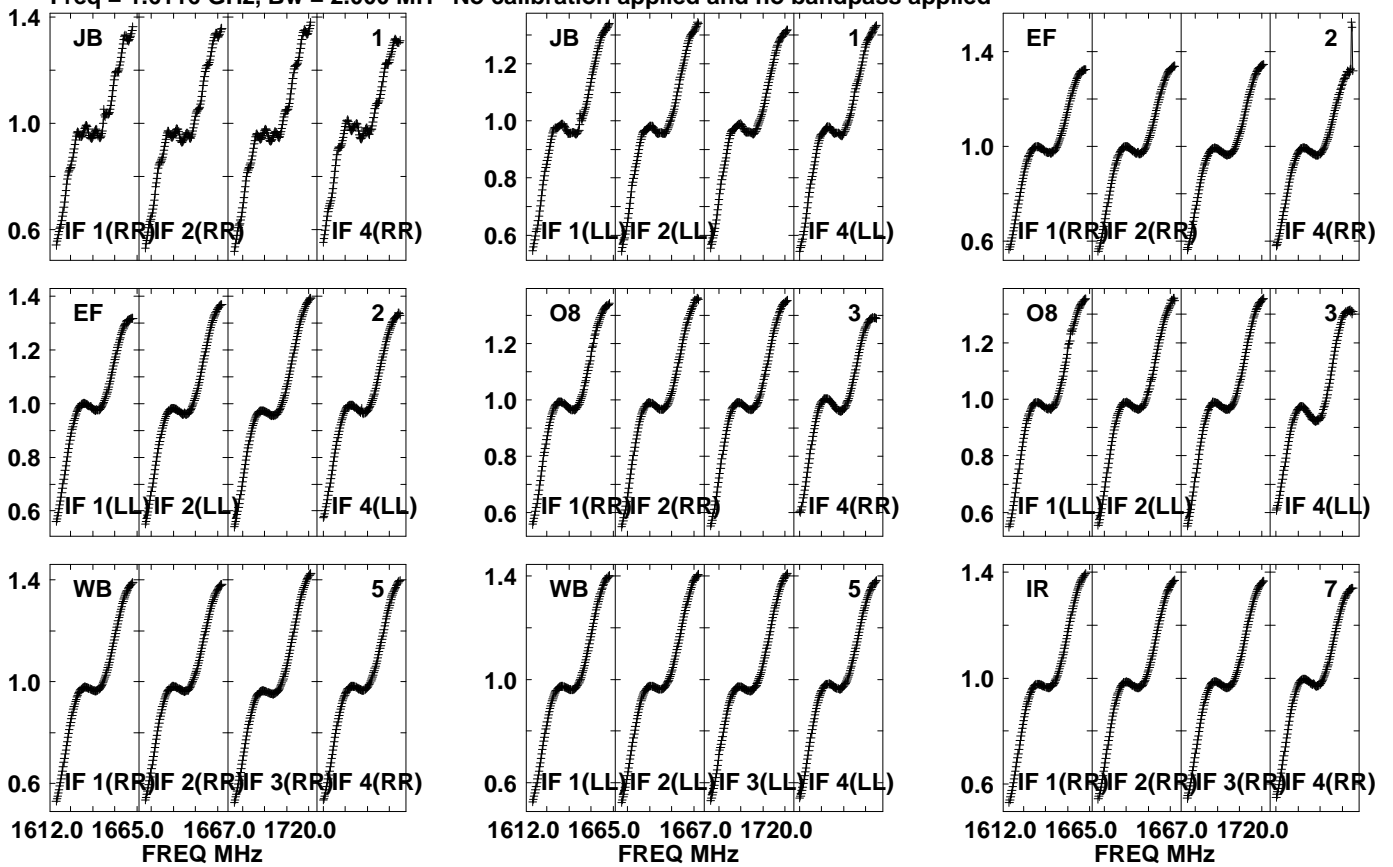 Freq = GHz, Bw = 2.000 MH No calibration applied and no bandpass applied
JB 1
1.4
1.0
0.6
IF 1(RR) IF 2(RR) IF 4(RR)
JB 1
1.2
1.0
0.8
0.6
IF 1(LL) IF 2(LL) IF 4(LL)
EF 2
1.4
1.0
0.6
IF 1(RR) IF 2(RR) IF 4(RR)
EF 2
1.4
1.2
1.0
0.8
0.6
IF 1(LL) IF 2(LL) IF 4(LL)
O8 3
1.2
1.0
0.8
0.6
IF 1(RR) IF 2(RR) IF 4(RR)
O8 3
1.2
1.0
0.8
0.6
IF 1(LL) IF 2(LL) IF 4(LL)
WB 5
1.4
1.0
0.6
IF 1(RR) IF 2(RR) IF 3(RR) IF 4(RR)
1612.0 1665.0 1667.0 1720.0
FREQ MHz
WB 5
1.4
1.0
0.6
IF 1(LL) IF 2(LL) IF 3(LL) IF 4(LL)
1612.0 1665.0 1667.0 1720.0
FREQ MHz
IR 7
1.4
1.0
0.6
IF 1(RR) IF 2(RR) IF 3(RR) IF 4(RR)
1612.0 1665.0 1667.0 1720.0
FREQ MHz